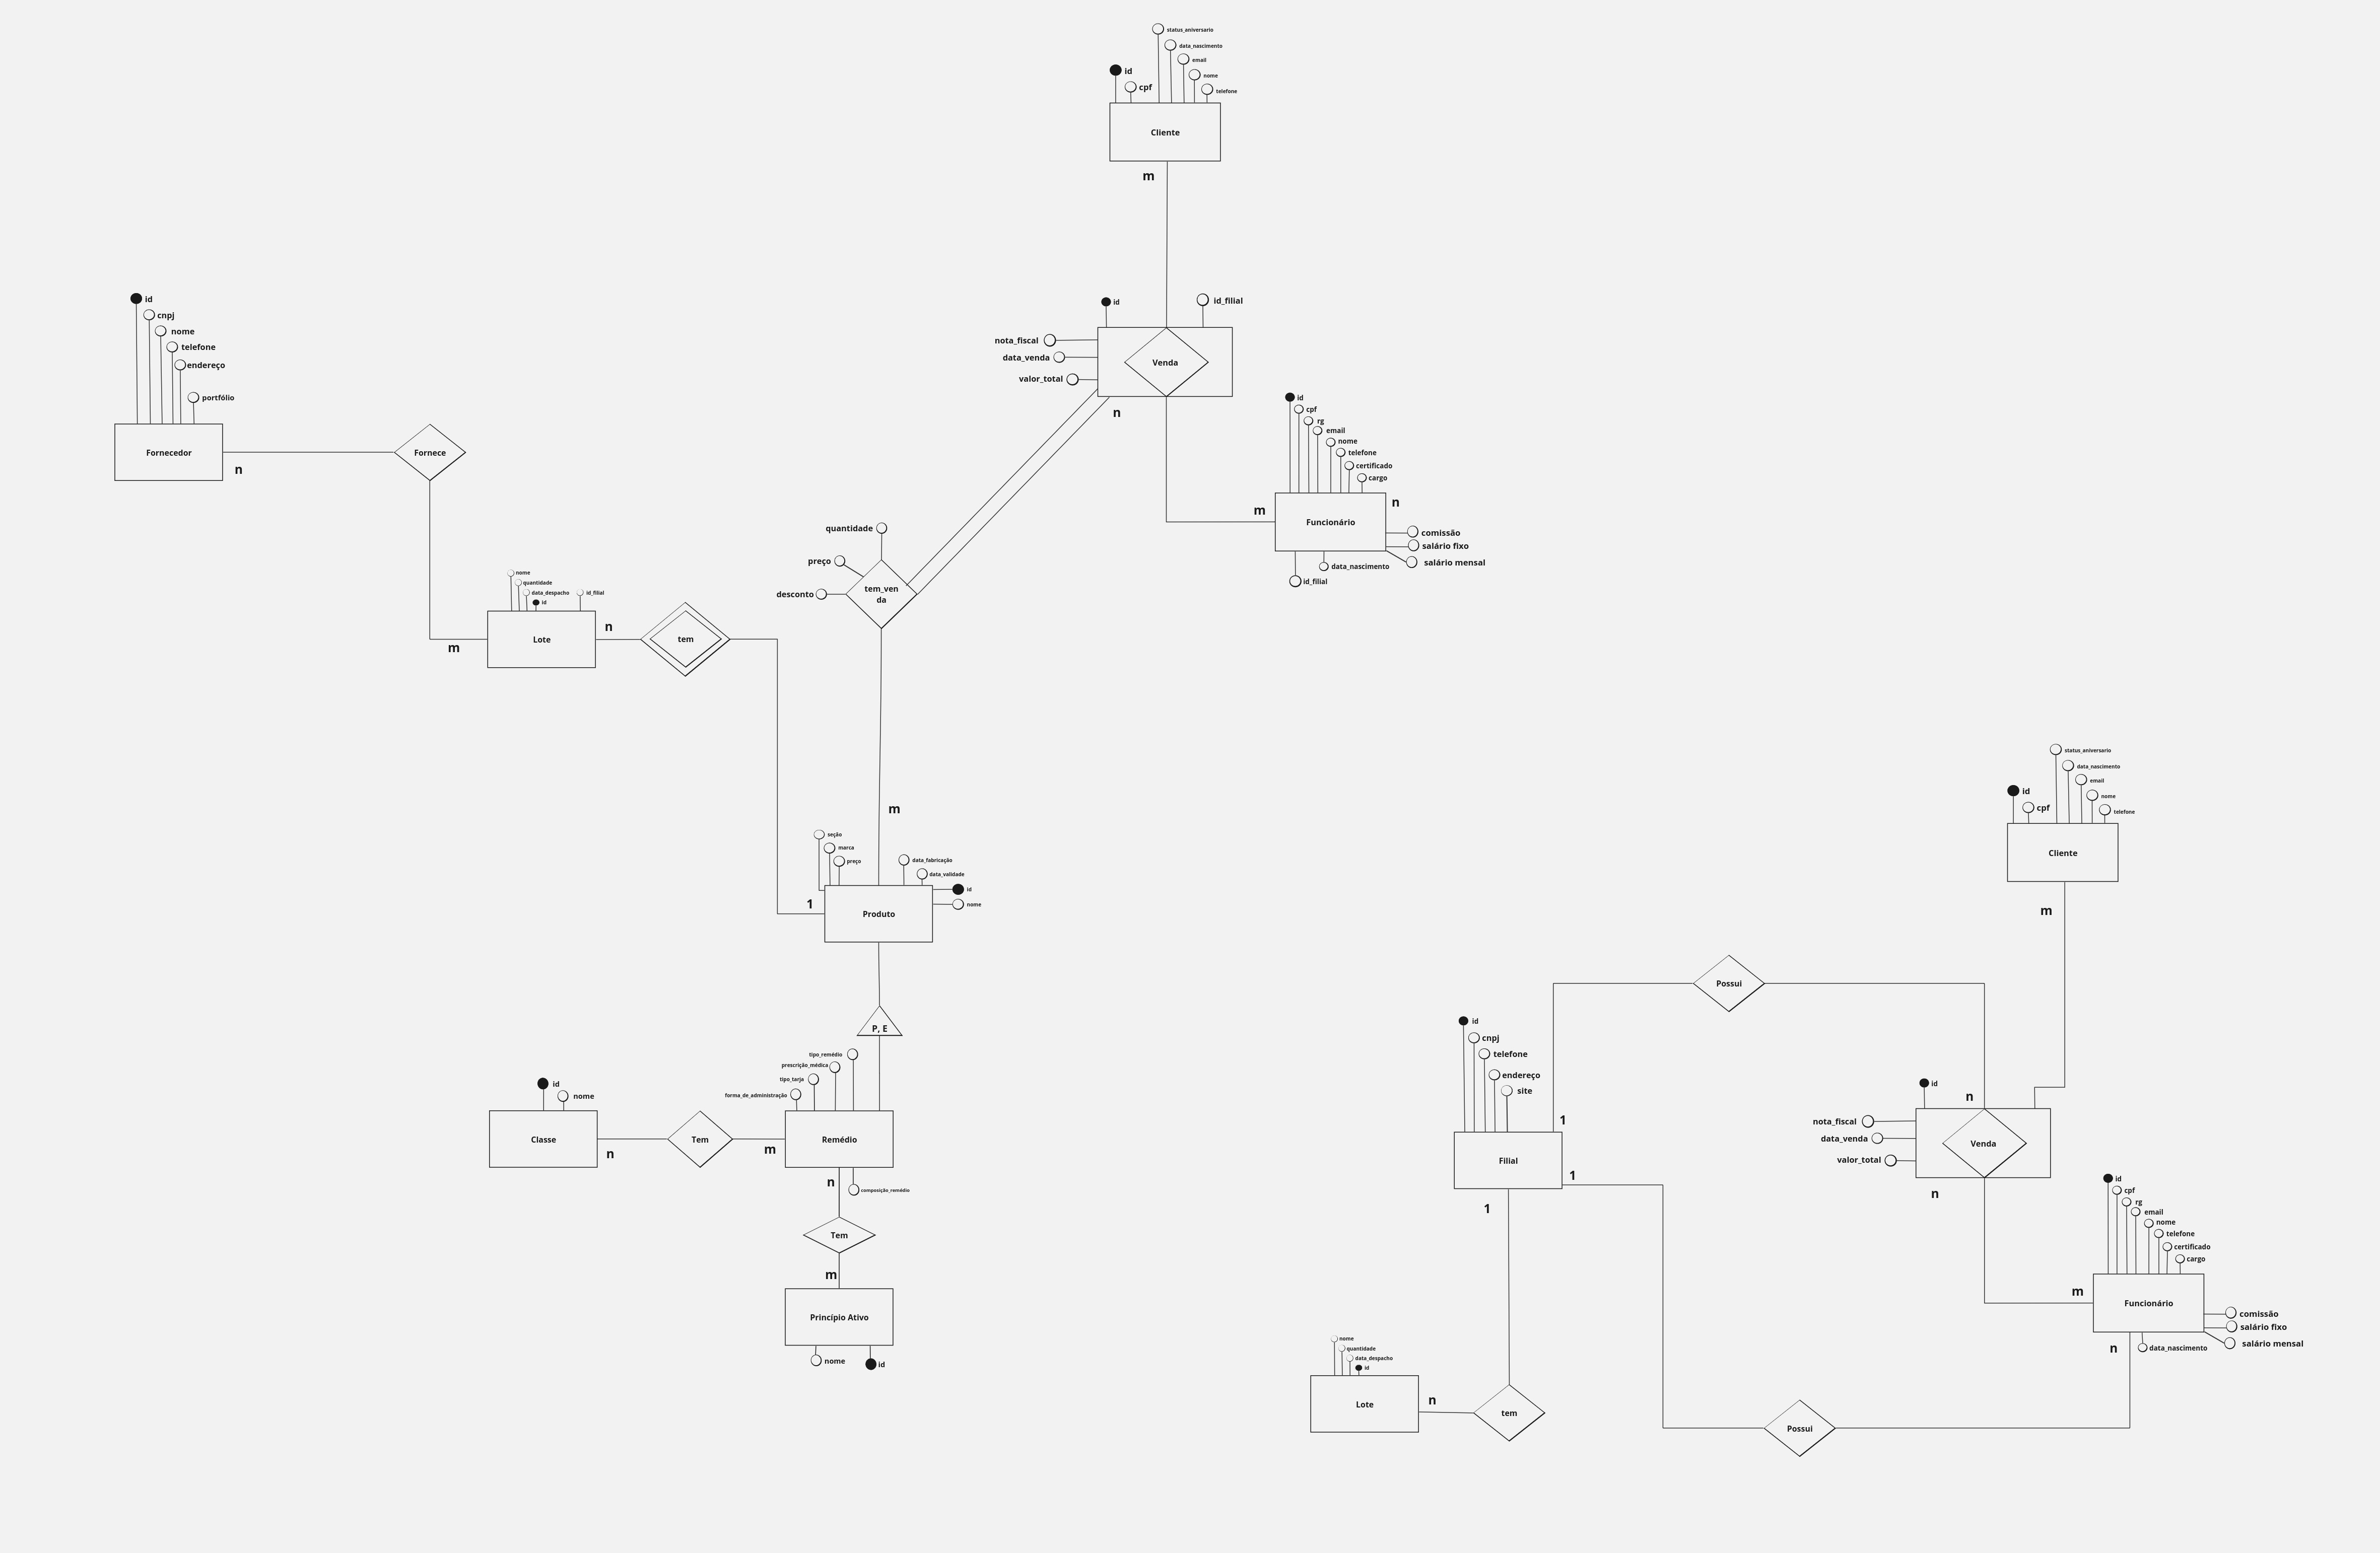 status_aniversario
data_nascimento
email
id
nome
cpf
telefone
Cliente
m
id
id_filial
nota_fiscal
data_venda
Venda
valor_total
n
id
cnpj
nome
telefone
endereço
portfólio
Fornecedor
n
Fornece
id
cpf
rg
email
nome
telefone
certificado
cargo
n
m
Funcionário
comissão
salário fixo
salário mensal
data_nascimento
id_filial
quantidade
preço
desconto
tem_ven
da
nome
quantidade
data_despacho
id_filial
id
Lote
n
m
tem
m
seção
marca
preço
data_fabricação
data_validade
id
nome
1
Produto
P, E
tipo_remédio
prescrição_médica
tipo_tarja
forma_de_administração
id
nome
Classe
n
Tem
m
Remédio
n
composição_remédio
Tem
m
Princípio Ativo
nome
id
status_aniversario
data_nascimento
email
id
nome
cpf
telefone
Cliente
m
Possui
id
cnpj
telefone
endereço
site
1
Filial
1
1
id
n
nota_fiscal
data_venda
Venda
valor_total
n
id
cpf
rg
email
nome
telefone
certificado
cargo
m
Funcionário
comissão
salário fixo
salário mensal
n
data_nascimento
nome
quantidade
data_despacho
id
Lote
n
tem
Possui